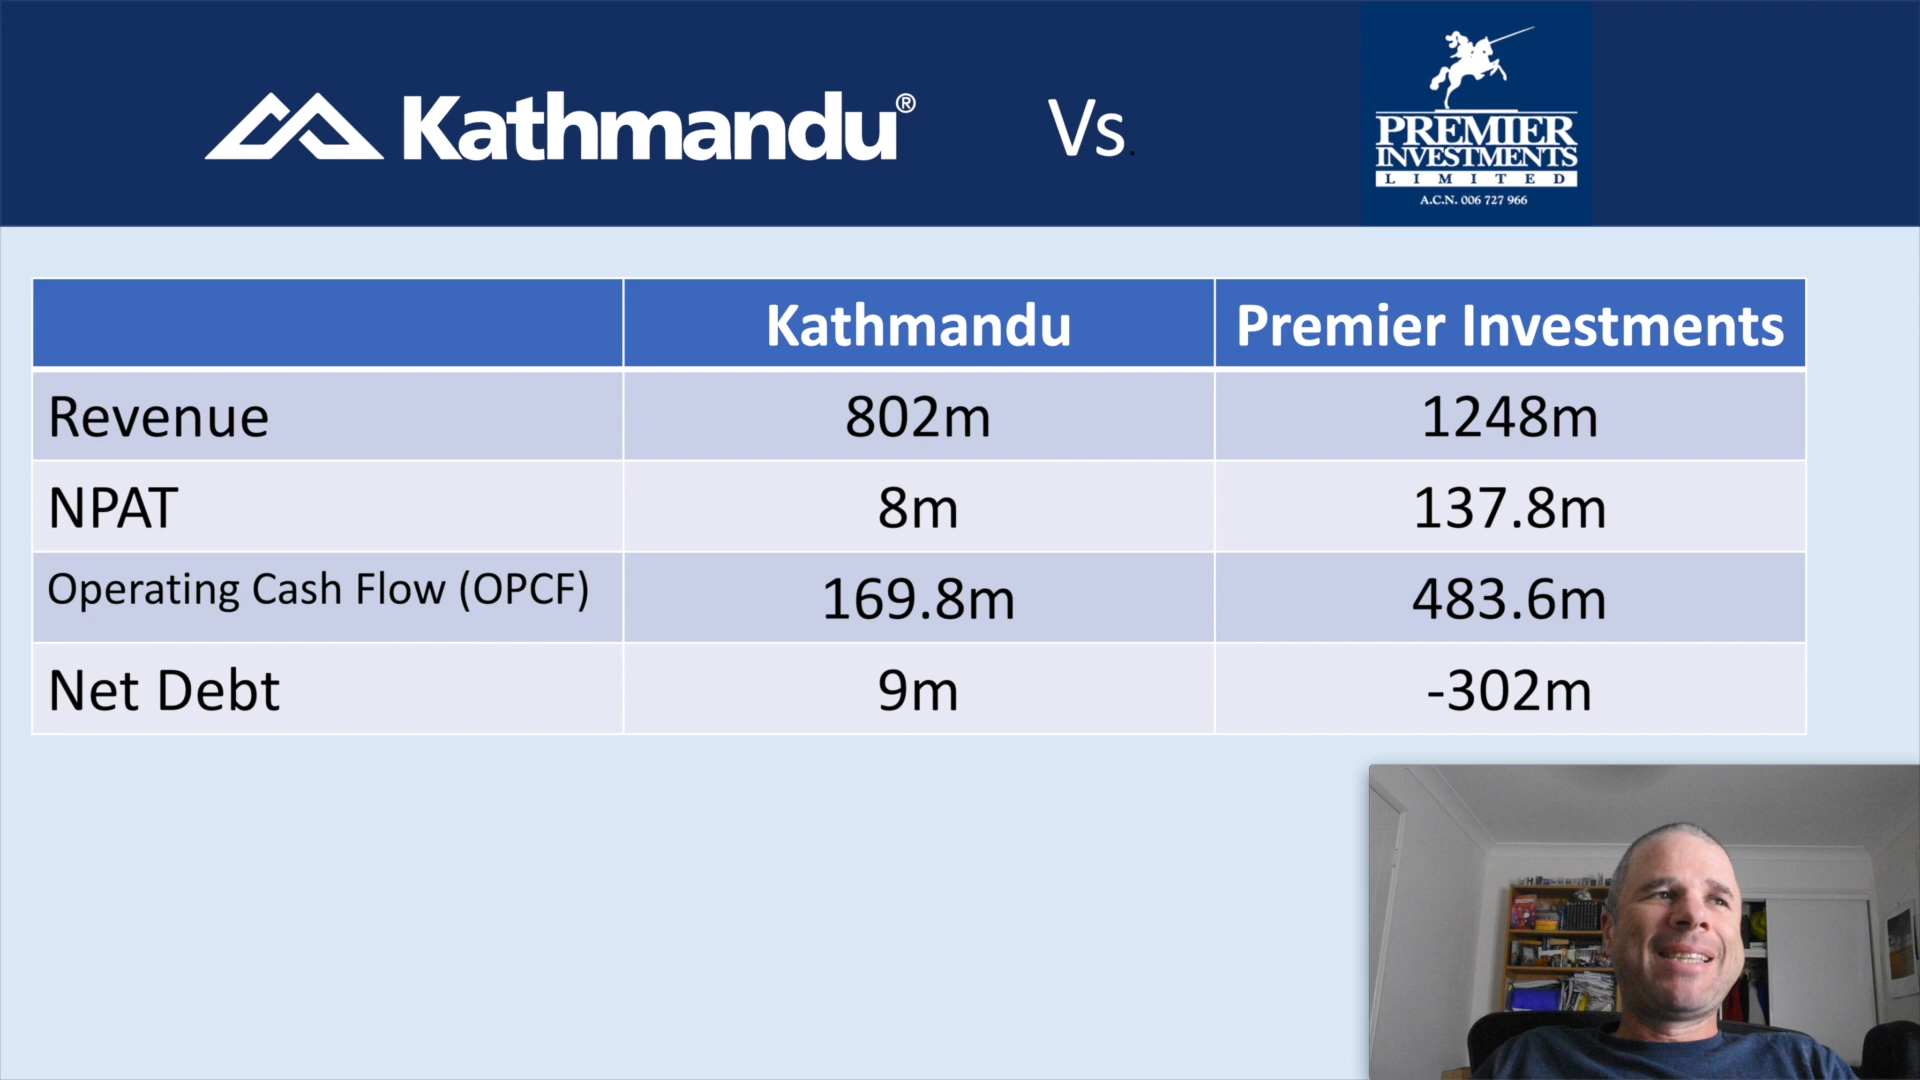 Kathmandu®
Vs.
PREMIER
INVESTMENTS
LIMITED
A.C.N. 006 727 966
Kathmandu Premier Investments
Revenue 802m 1248m
NPAT 8m 137.8m
Operating Cash Flow (OPCF) 169.8m 483.6m
Net Debt 9m -302m